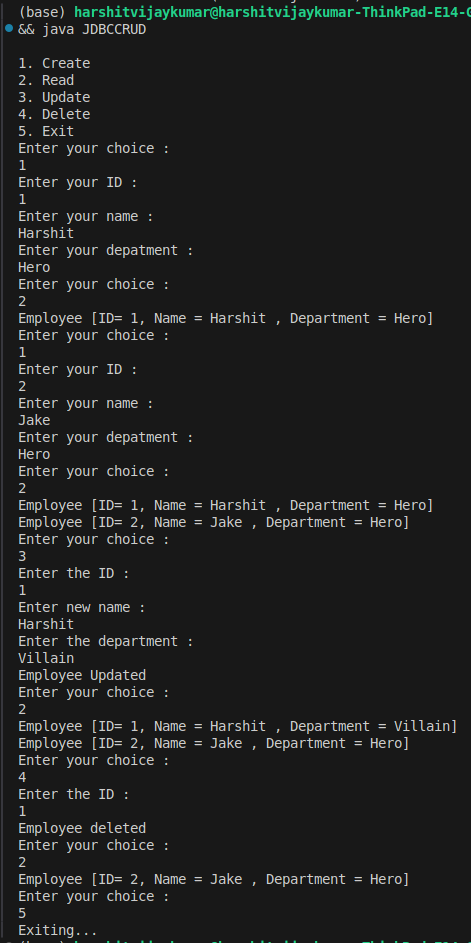 (base) harshitvijaykumar@harshitvijaykumar-ThinkPad-E14-G
&& java JDBCCRUD
1. Create
2. Read
3. Update
4. Delete
5. Exit
Enter your choice :
1
Enter your ID :
1
Enter your name :
Harshit
Enter your depatment :
Hero
Enter your choice :
2
Employee [ID= 1, Name = Harshit , Department = Hero]
Enter your choice :
1
Enter your ID :
2
Enter your name :
Jake
Enter your depatment :
Hero
Enter your choice :
2
Employee [ID= 1, Name = Harshit , Department = Hero]
Employee [ID= 2, Name = Jake , Department = Hero]
Enter your choice :
3
Enter the ID :
1
Enter new name :
Harshit
Enter the department :
Villain
Employee Updated
Enter your choice :
2
Employee [ID= 1, Name = Harshit , Department = Villain]
Employee [ID= 2, Name = Jake , Department = Hero]
Enter your choice :
4
Enter the ID :
1
Employee deleted
Enter your choice :
2
Employee [ID= 2, Name = Jake , Department = Hero]
Enter your choice :
5
Exiting...